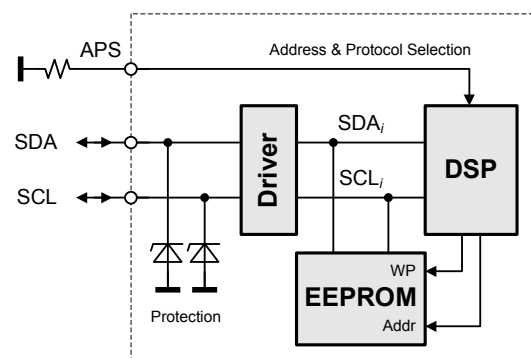 APS
Address & Protocol Selection
SDA
SDAi
Driver
DSP
SCL
SCLi
WP
EEPROM
Addr
Protection